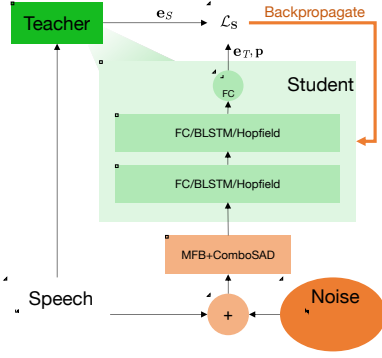 Teacher
e_S
L_S
Backpropagate
e_T, p
FC
Student
FC/BLSTM/Hopfield
FC/BLSTM/Hopfield
MFB+ComboSAD
Speech
+
Noise